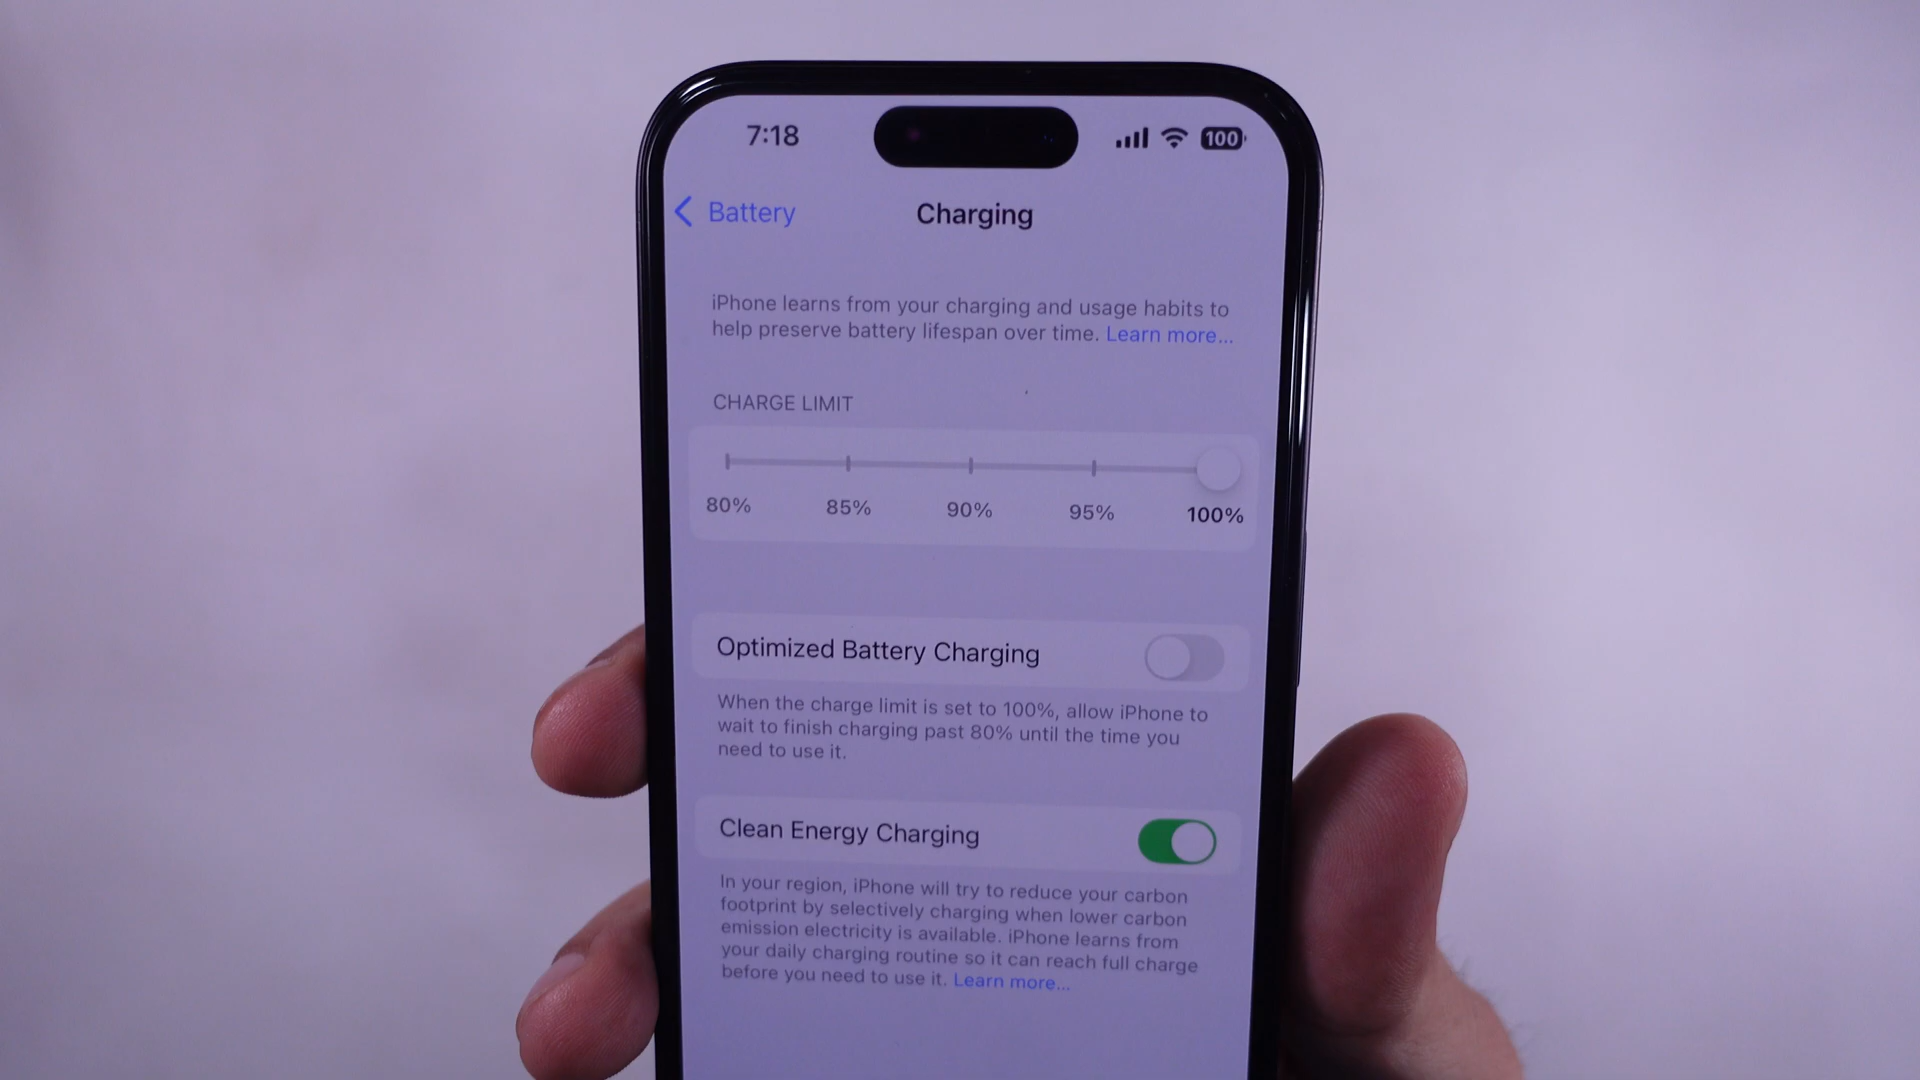 7:18
100
Battery
Charging
iPhone learns from your charging and usage habits to
help preserve battery lifespan over time. Learn more...
CHARGE LIMIT
80% 85% 90% 95% 100%
Optimized Battery Charging
When the charge limit is set to 100%, allow iPhone to
wait to finish charging past 80% until the time you
need to use it.
Clean Energy Charging
In your region, iPhone will try to reduce your carbon
footprint by selectively charging when lower carbon
emission electricity is available. iPhone learns from
your daily charging routine so it can reach full charge
before you need to use it. Learn more...